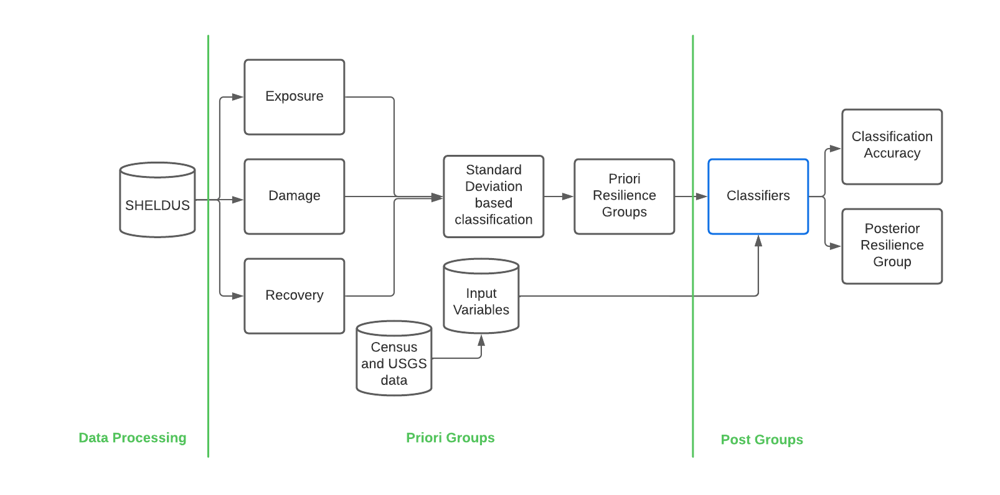 SHELDUS
Exposure
Damage
Recovery
Standard
Deviation
based
classification
Priori
Resilience
Groups
Input
Variables
Census
and USGS
data
Classifiers
Classification
Accuracy
Posterior
Resilience
Group
Data Processing
Priori Groups
Post Groups